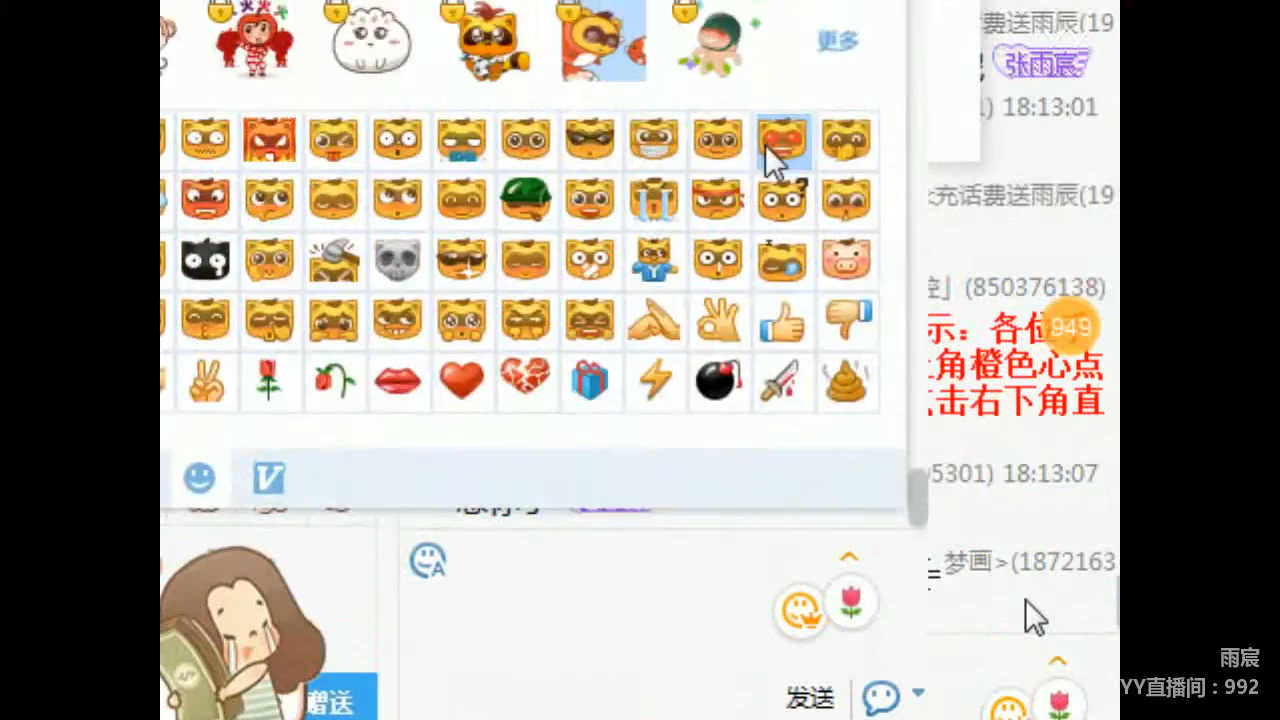 火火
更多
费送雨辰(19
张雨宸
18:13:01
充话费送雨辰(19
(850376138)
示：各位
949
角橙色心点
击右下角直
5301) 18:13:07
梦画>(1872163
A
赠送
发送
雨宸
YY直播间：992